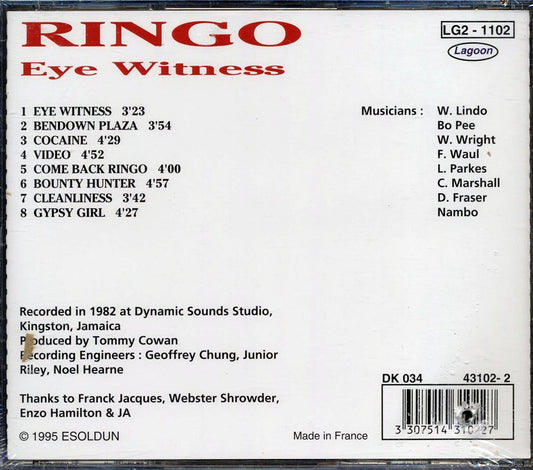 RINGO
Eye Witness
LG2 - 1102
Lagoon
1 EYE WITNESS 3'23
2 BENDOWN PLAZA 3'54
3 COCAINE 4'29
4 VIDEO 4'52
5 COME BACK RINGO 4'00
6 BOUNTY HUNTER 4'57
7 CLEANLINESS 3'42
8 GYPSY GIRL 4'27
Musicians : W. Lindo
Bo Pee
W. Wright
F. Waul
L. Parkes
C. Marshall
D. Fraser
Nambo
Recorded in 1982 at Dynamic Sounds Studio,
Kingston, Jamaica
Produced by Tommy Cowan
Recording Engineers : Geoffrey Chung, Junior
Riley, Noel Hearne
Thanks to Franck Jacques, Webster Shrowder,
Enzo Hamilton & JA
© 1995 ESOLDUN
Made in France
DK 034 43102- 2
3 307514 310227